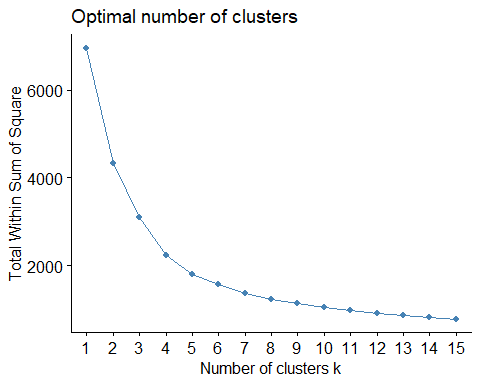 Optimal number of clusters
Total Within Sum of Square
6000
4000
2000
1 2 3 4 5 6 7 8 9 10 11 12 13 14 15
Number of clusters k